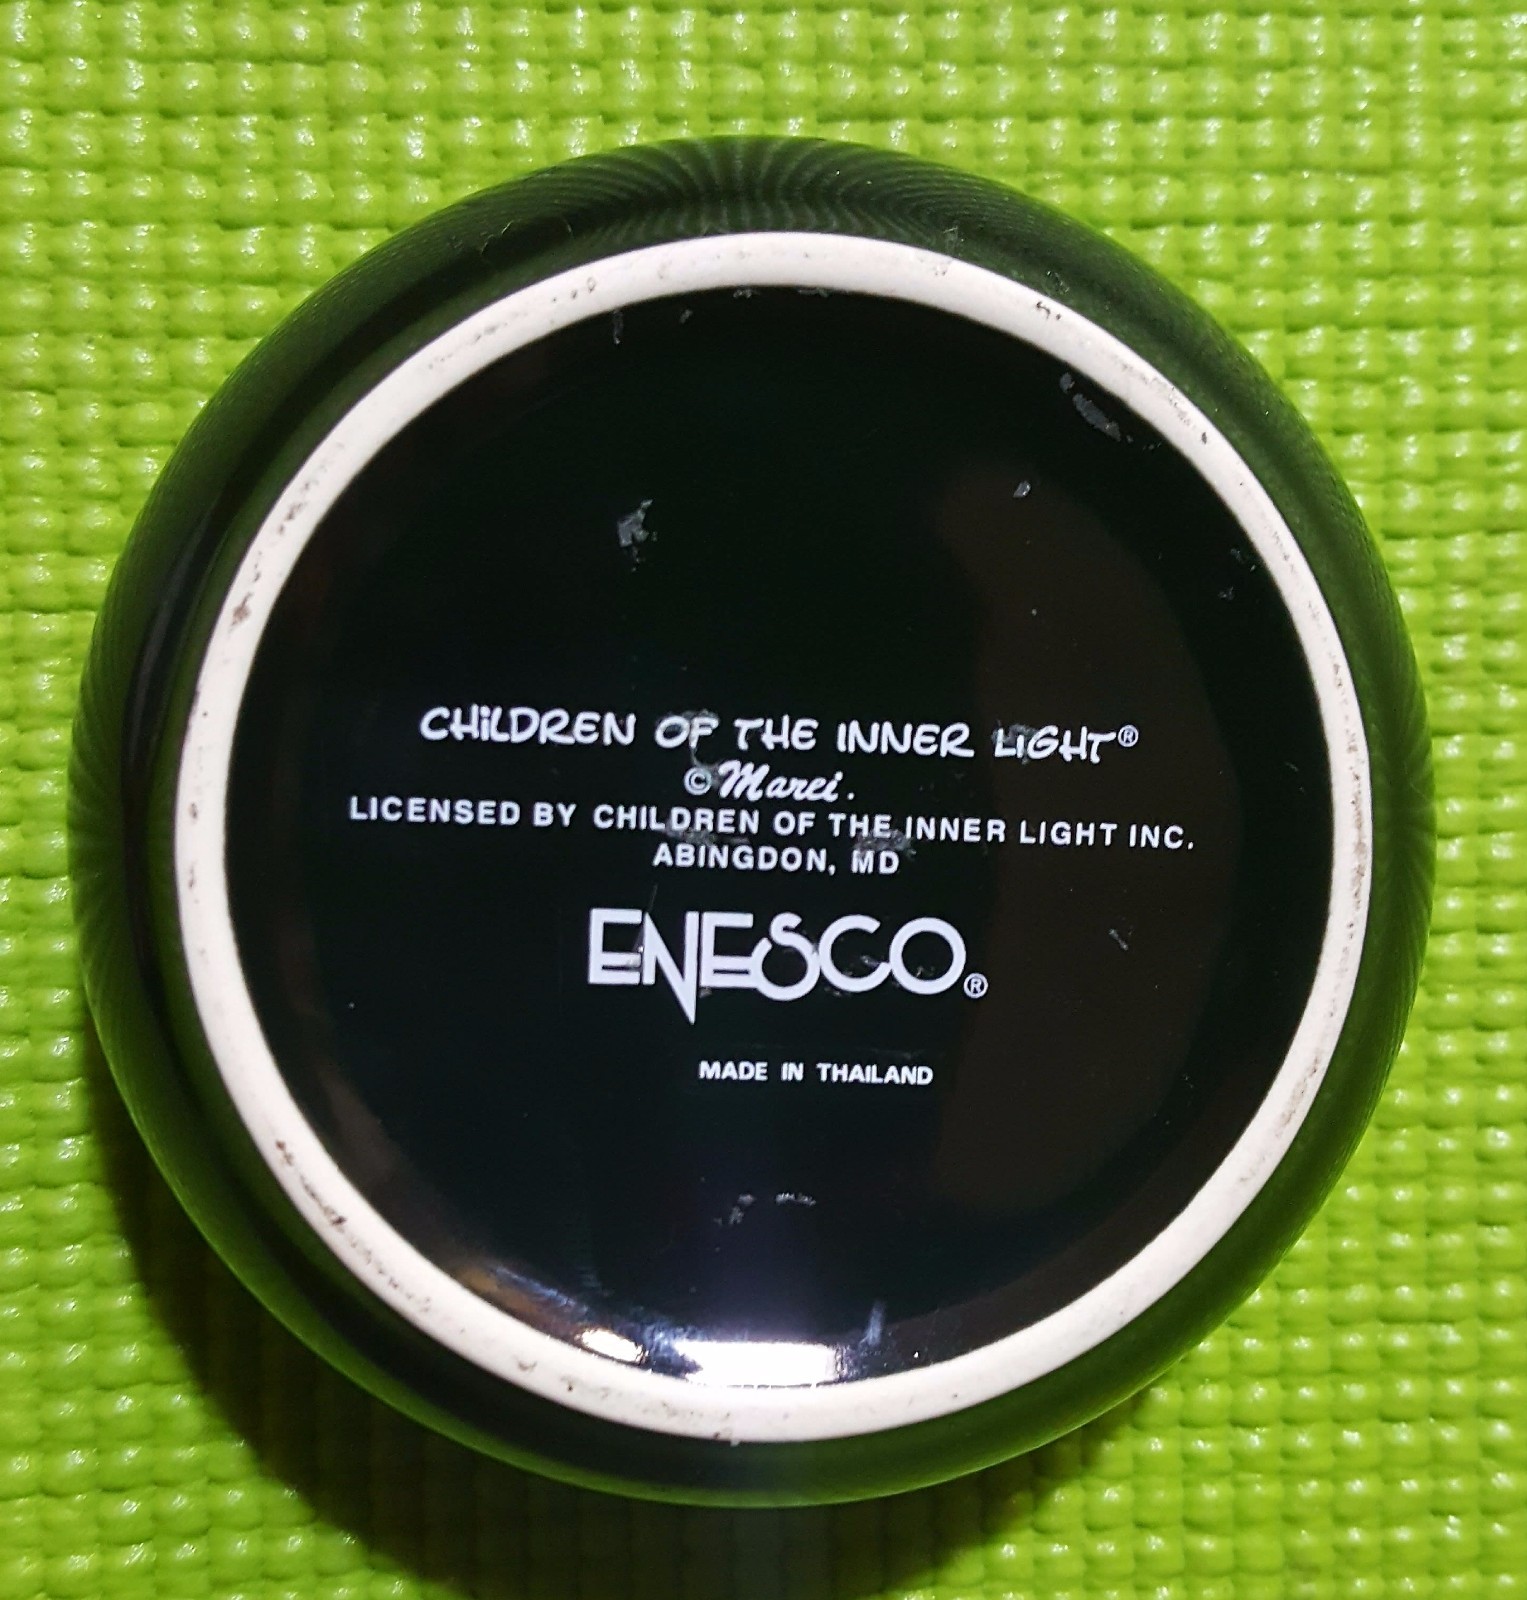 CHiLDREN OF THE INNER LiGHT®
© Marci.
LICENSED BY CHILDREN OF THE INNER LIGHT INC.
ABINGDON, MD
ENESCO®
MADE IN THAILAND